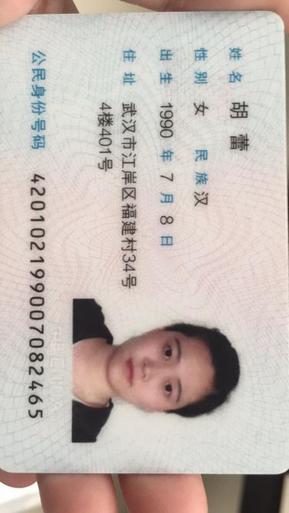 姓名 胡蕾
性别 女 民族 汉
出生 1990 年 7 月 8 日
住址 武汉市江岸区福建村34号
4楼401号
公民身份号码 420102199007082465